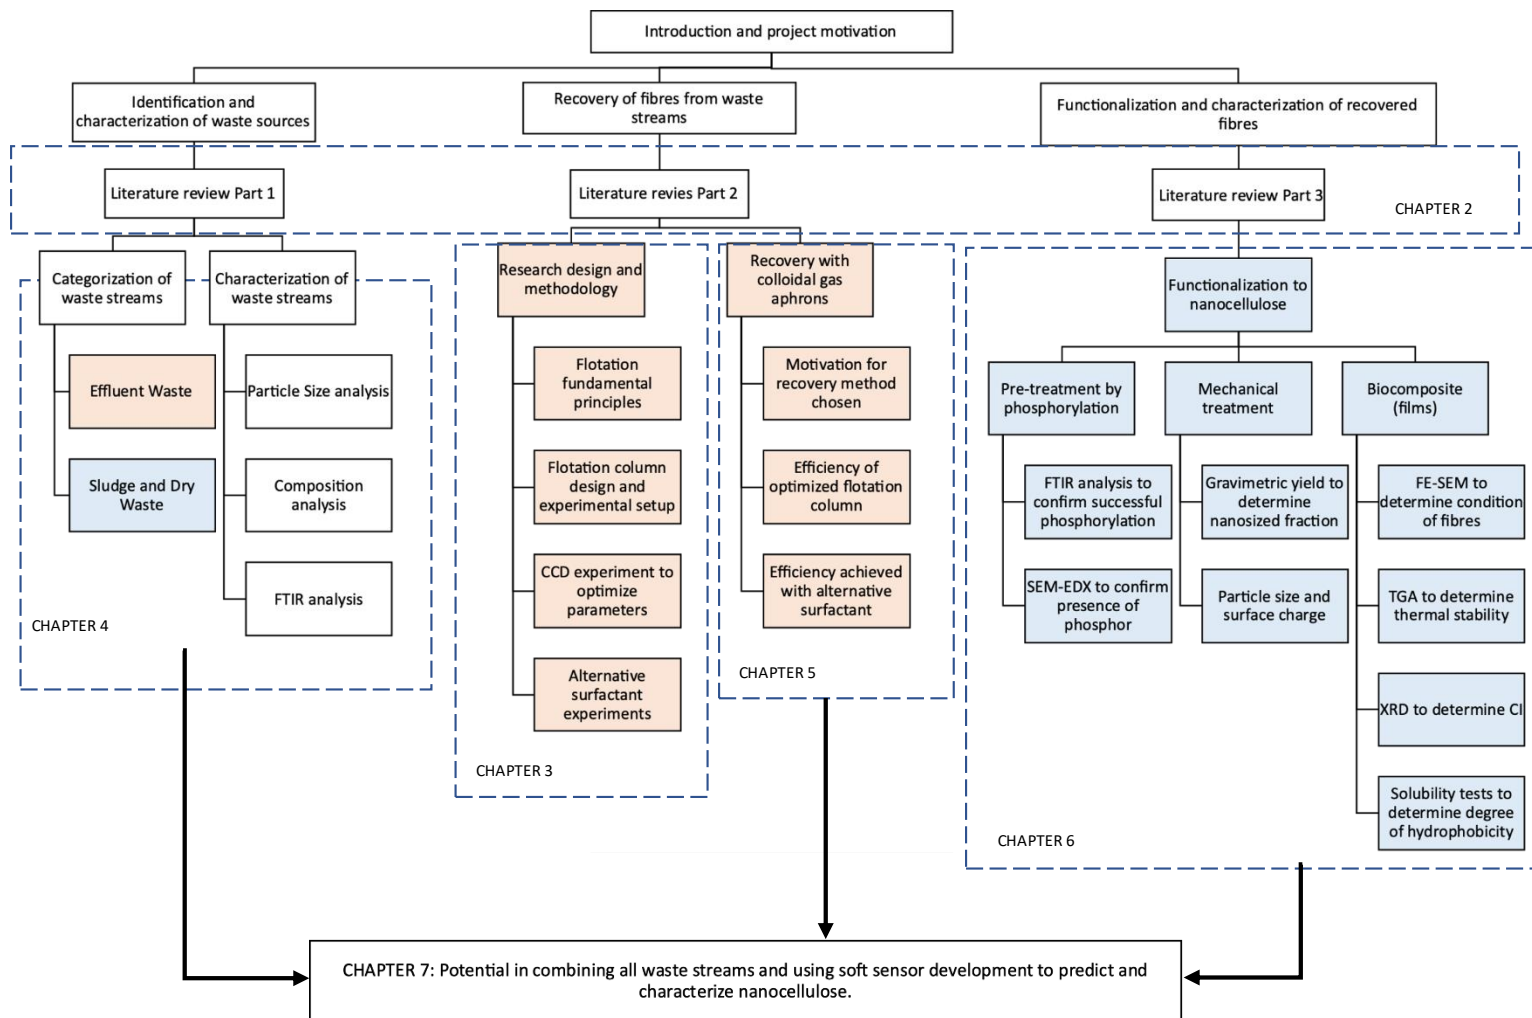 Introduction and project motivation
Identification and
characterization of waste sources
Recovery of fibres from waste
streams
Functionalization and characterization of recovered
fibres
Literature review Part 1
Literature revies Part 2
Literature review Part 3
CHAPTER 2
Categorization of
waste streams
Characterization of
waste streams
Effluent Waste
Sludge and Dry
Waste
Particle Size analysis
Composition
analysis
FTIR analysis
CHAPTER 4
Research design and
methodology
Flotation
fundamental
principles
Flotation column
design and
experimental setup
CCD experiment to
optimize
parameters
Alternative
surfactant
experiments
CHAPTER 3
Recovery with
colloidal gas
aphrons
Motivation for
recovery method
chosen
Efficiency of
optimized flotation
column
Efficiency achieved
with alternative
surfactant
CHAPTER 5
Functionalization to
nanocellulose
Pre-treatment by
phosphorylation
FTIR analysis to
confirm successful
phosphorylation
SEM-EDX to confirm
presence of
phosphor
Mechanical
treatment
Gravimetric yield to
determine
nanosized fraction
Particle size and
surface charge
Biocomposite
(films)
FE-SEM to
determine condition
of fibres
TGA to determine
thermal stability
XRD to determine CI
Solubility tests to
determine degree
of hydrophobicity
CHAPTER 6
CHAPTER 7: Potential in combining all waste streams and using soft sensor development to predict and
characterize nanocellulose.